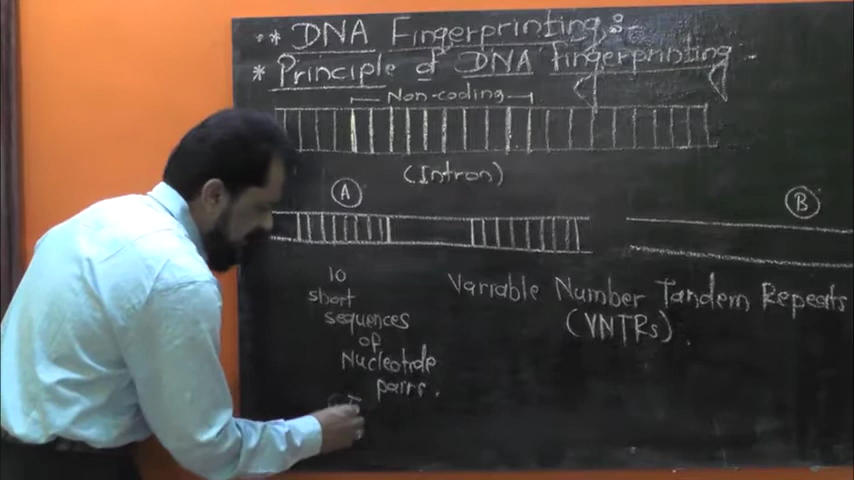 * DNA Fingerprinting :-
* Principle of DNA fingerprinting -
Non-coding
(Intron)
A
B
10
short
sequences
of
Nucleotide
pairs.
Variable Number Tandem Repeats
(VNTRs).